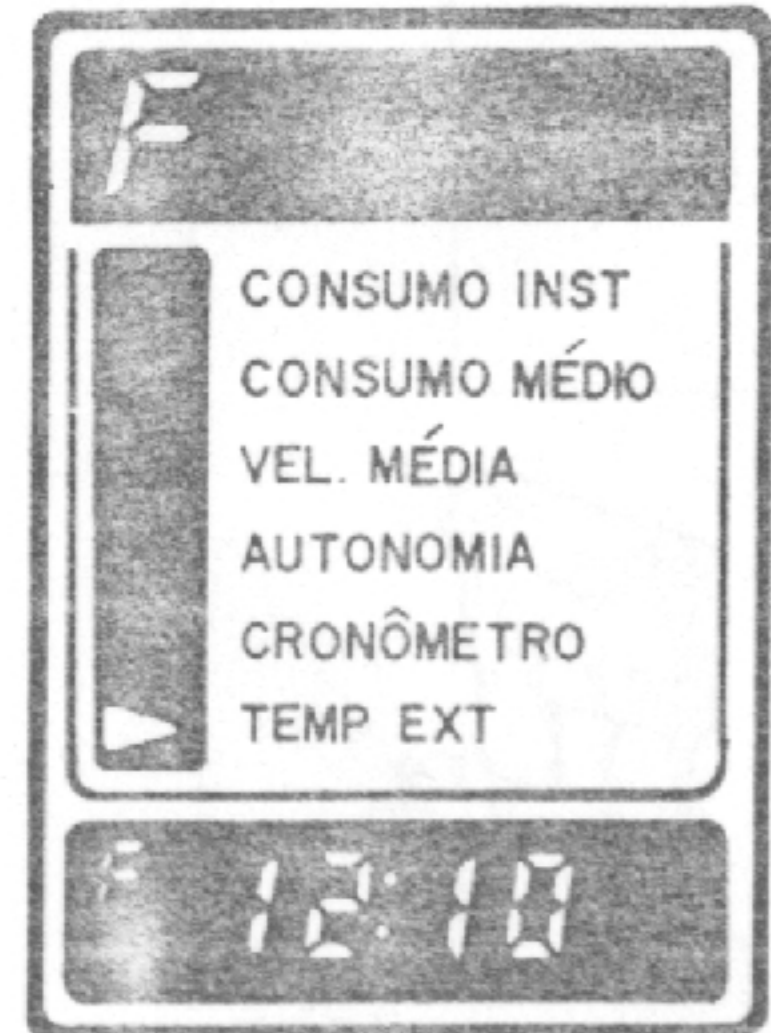 F
CONSUMO INST
CONSUMO MÉDIO
VEL. MÉDIA
AUTONOMIA
CRONÔMETRO
TEMP EXT
F 12:10